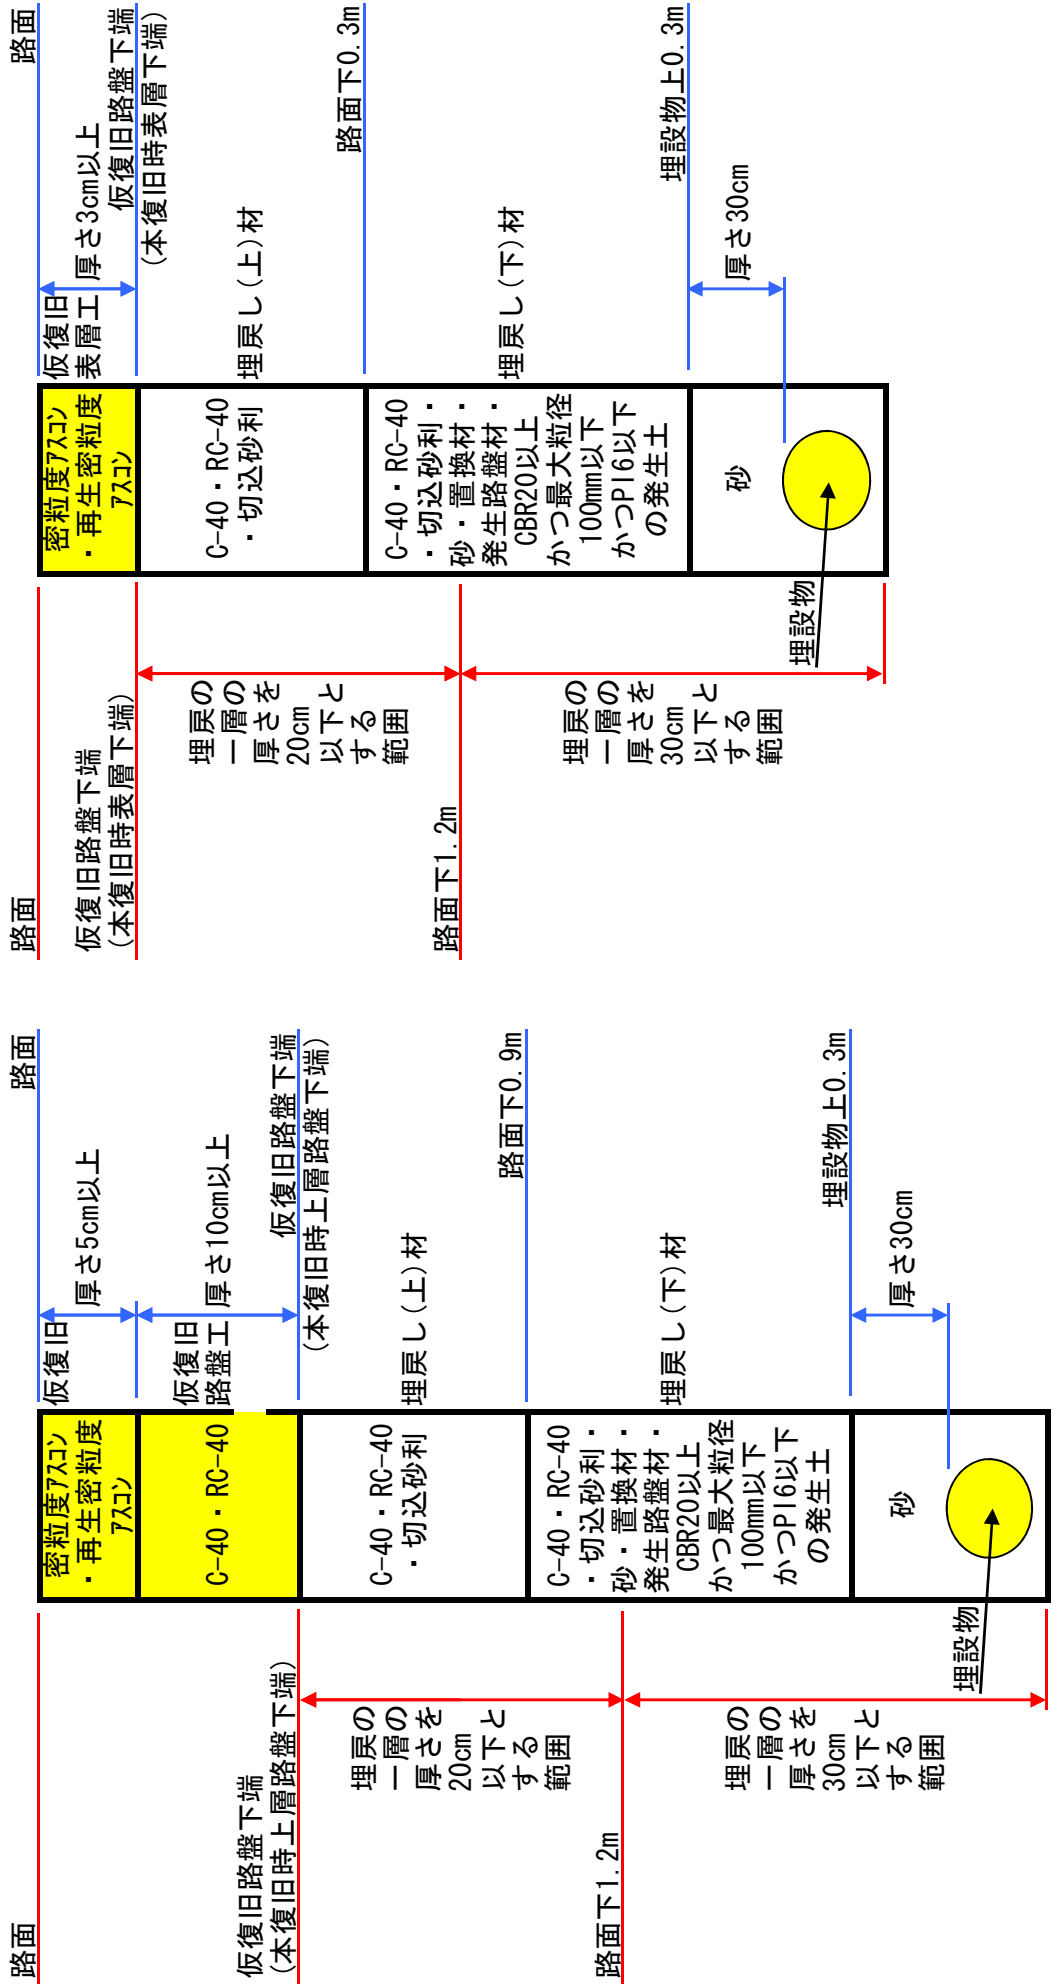 路面
仮復旧路盤下端
(本復旧時上層路盤下端)
路面下1.2m
埋戻の
一層の
厚さを
20cm
以下と
する
範囲
埋戻の
一層の
厚さを
30cm
以下と
する
範囲
埋設物
密粒度アスコン
・再生密粒度
アスコン
C-40・RC-40
C-40・RC-40
・切込砂利
C-40・RC-40
・切込砂利・
砂・置換材・
発生路盤材・
CBR20以上
かつ最大粒径
100mm以下
かつPI6以下
の発生土
砂
仮復旧
厚さ5cm以上
仮復旧
路盤工
厚さ10cm以上
路面
仮復旧路盤下端
(本復旧時上層路盤下端)
埋戻し(上)材
路面下0.9m
埋戻し(下)材
埋設物上0.3m
厚さ30cm
路面
仮復旧路盤下端
(本復旧時表層下端)
路面下1.2m
埋戻の
一層の
厚さを
20cm
以下と
する
範囲
埋戻の
一層の
厚さを
30cm
以下と
する
範囲
埋設物
密粒度アスコン
・再生密粒度
アスコン
C-40・RC-40
・切込砂利
C-40・RC-40
・切込砂利・
砂・置換材・
発生路盤材・
CBR20以上
かつ最大粒径
100mm以下
かつPI6以下
の発生土
砂
仮復旧
表層工
厚さ3cm以上
路面
仮復旧路盤下端
(本復旧時表層下端)
埋戻し(上)材
路面下0.3m
埋戻し(下)材
埋設物上0.3m
厚さ30cm